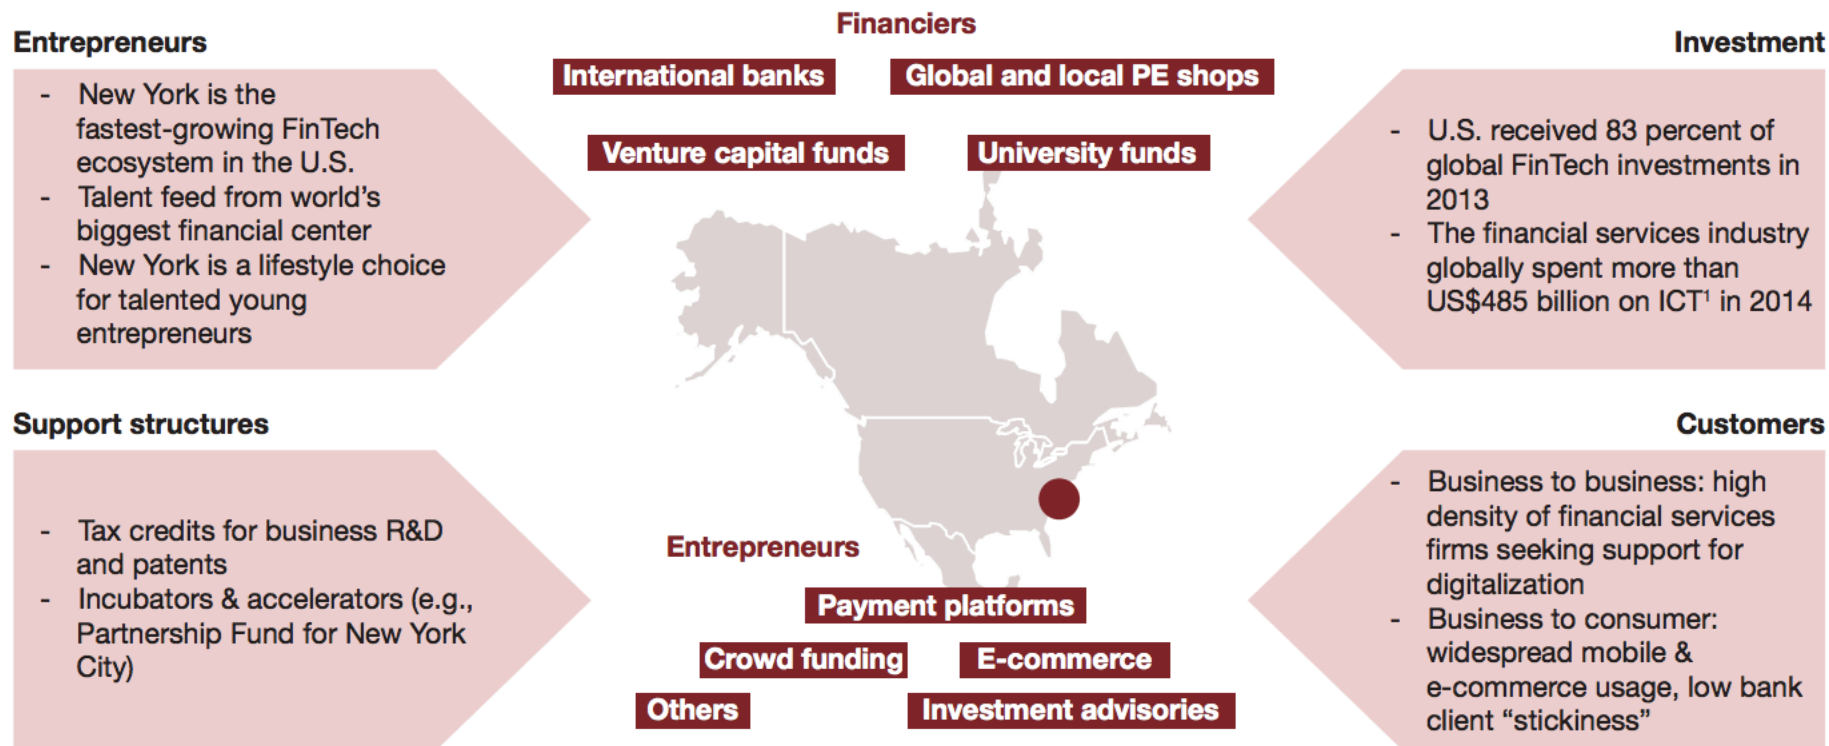 Financiers
Entrepreneurs
Investment
International banks
Global and local PE shops
Venture capital funds
University funds
- New York is the
fastest-growing FinTech
ecosystem in the U.S.
- Talent feed from world's
biggest financial center
- New York is a lifestyle choice
for talented young
entrepreneurs
- U.S. received 83 percent of
global FinTech investments in
2013
- The financial services industry
globally spent more than
US$485 billion on ICT¹ in 2014
Support structures
Customers
- Tax credits for business R&D
and patents
- Incubators & accelerators (e.g.,
Partnership Fund for New York
City)
Entrepreneurs
Payment platforms
Crowd funding
E-commerce
Others
Investment advisories
- Business to business: high
density of financial services
firms seeking support for
digitalization
- Business to consumer:
widespread mobile &
e-commerce usage, low bank
client “stickiness”